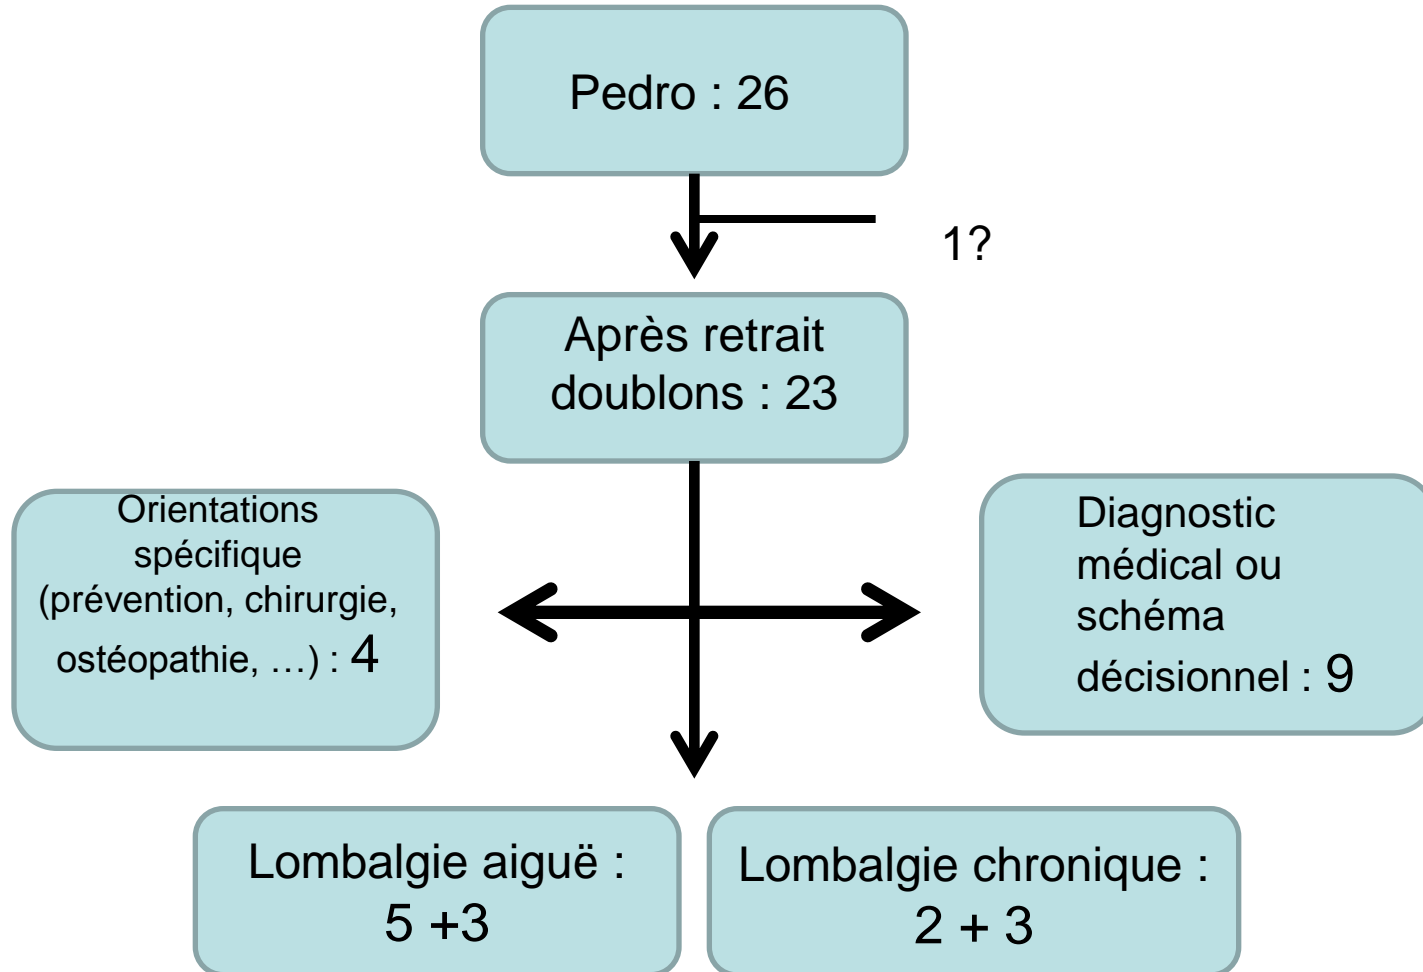 Pedro : 26
1?
Après retrait
doublons : 23
Orientations
spécifique
(prévention, chirurgie,
ostéopathie, …) : 4
Diagnostic
médical ou
schéma
décisionnel : 9
Lombalgie aiguë :
5 +3
Lombalgie chronique :
2 + 3